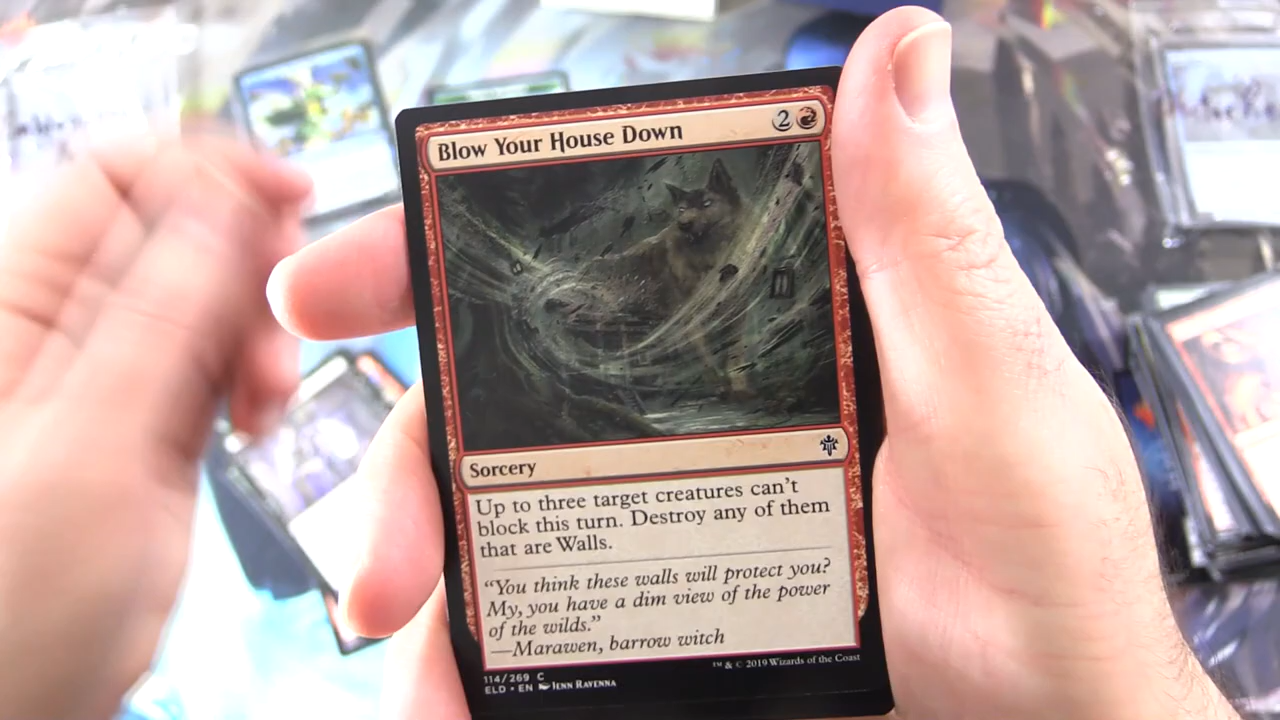 Blow Your House Down 2
Sorcery
Up to three target creatures can't
block this turn. Destroy any of them
that are Walls.
"You think these walls will protect you?
My, you have a dim view of the power
of the wilds."
—Marawen, barrow witch
114/269 C
™ & © 2019 Wizards of the Coast
ELD • EN Jenn Ravenna